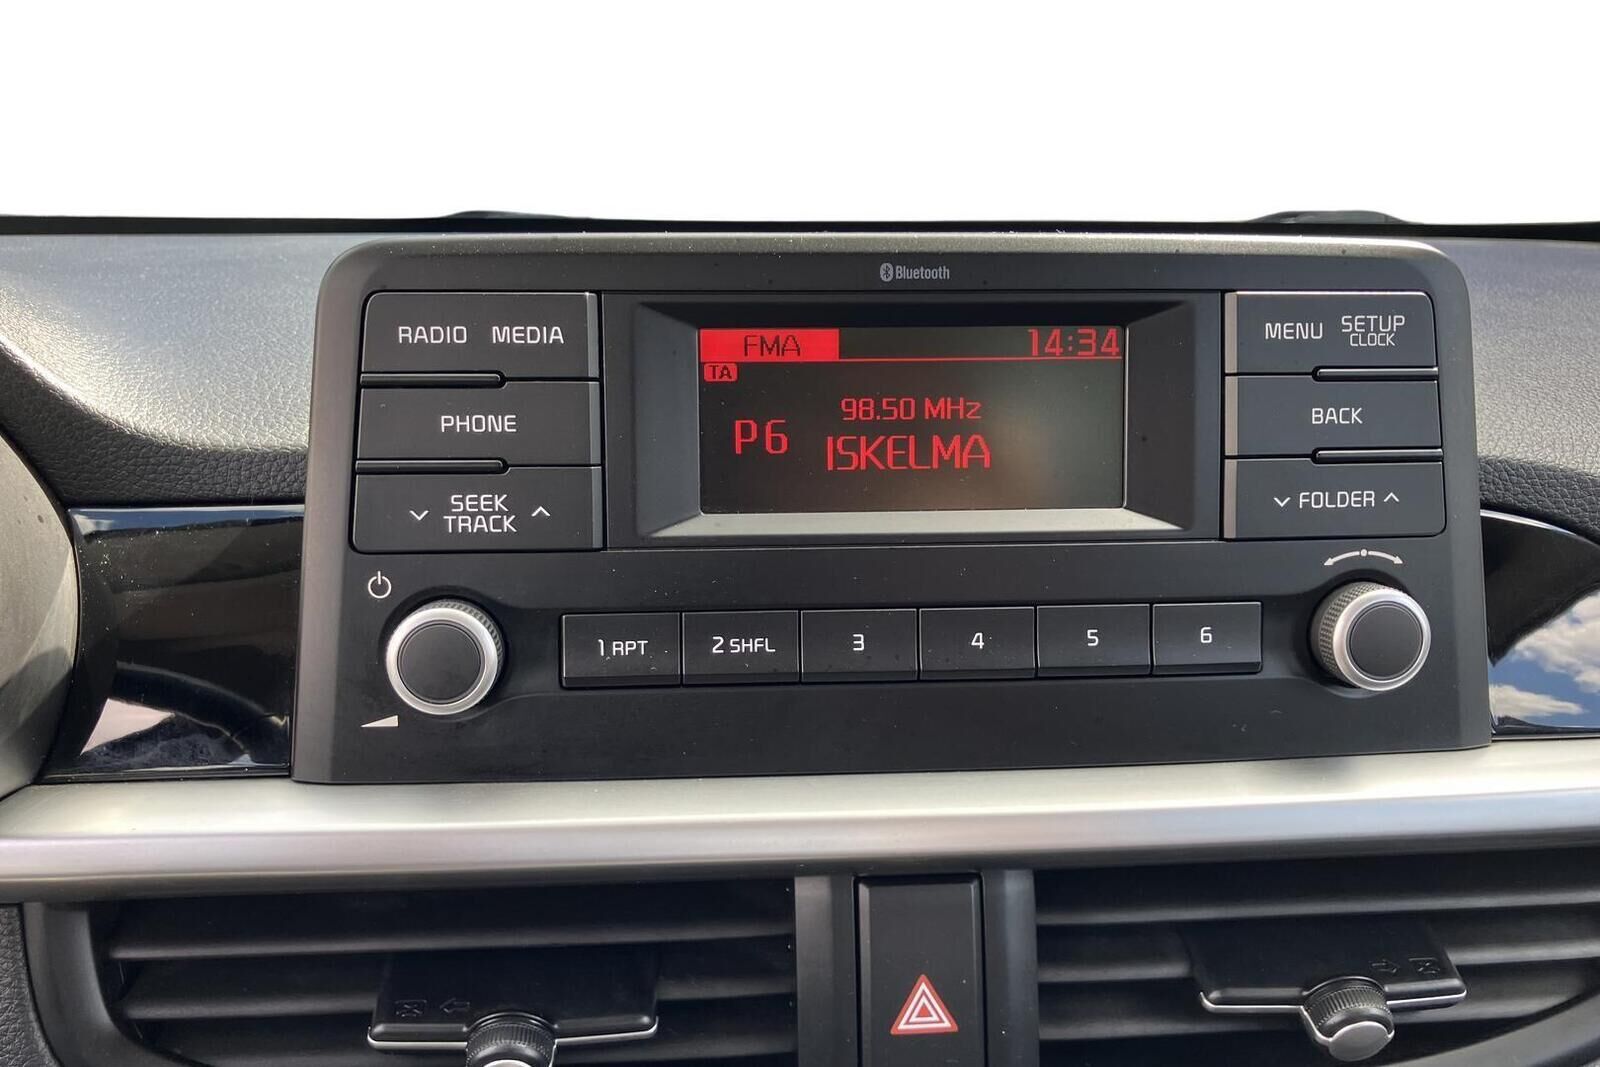 Bluetooth
RADIO MEDIA
PHONE
SEEK
TRACK
FMA 14:34
TA
98.50 MHz
P6 ISKELMA
MENU SETUP
CLOCK
BACK
FOLDER
1 RPT 2 SHFL 3 4 5 6